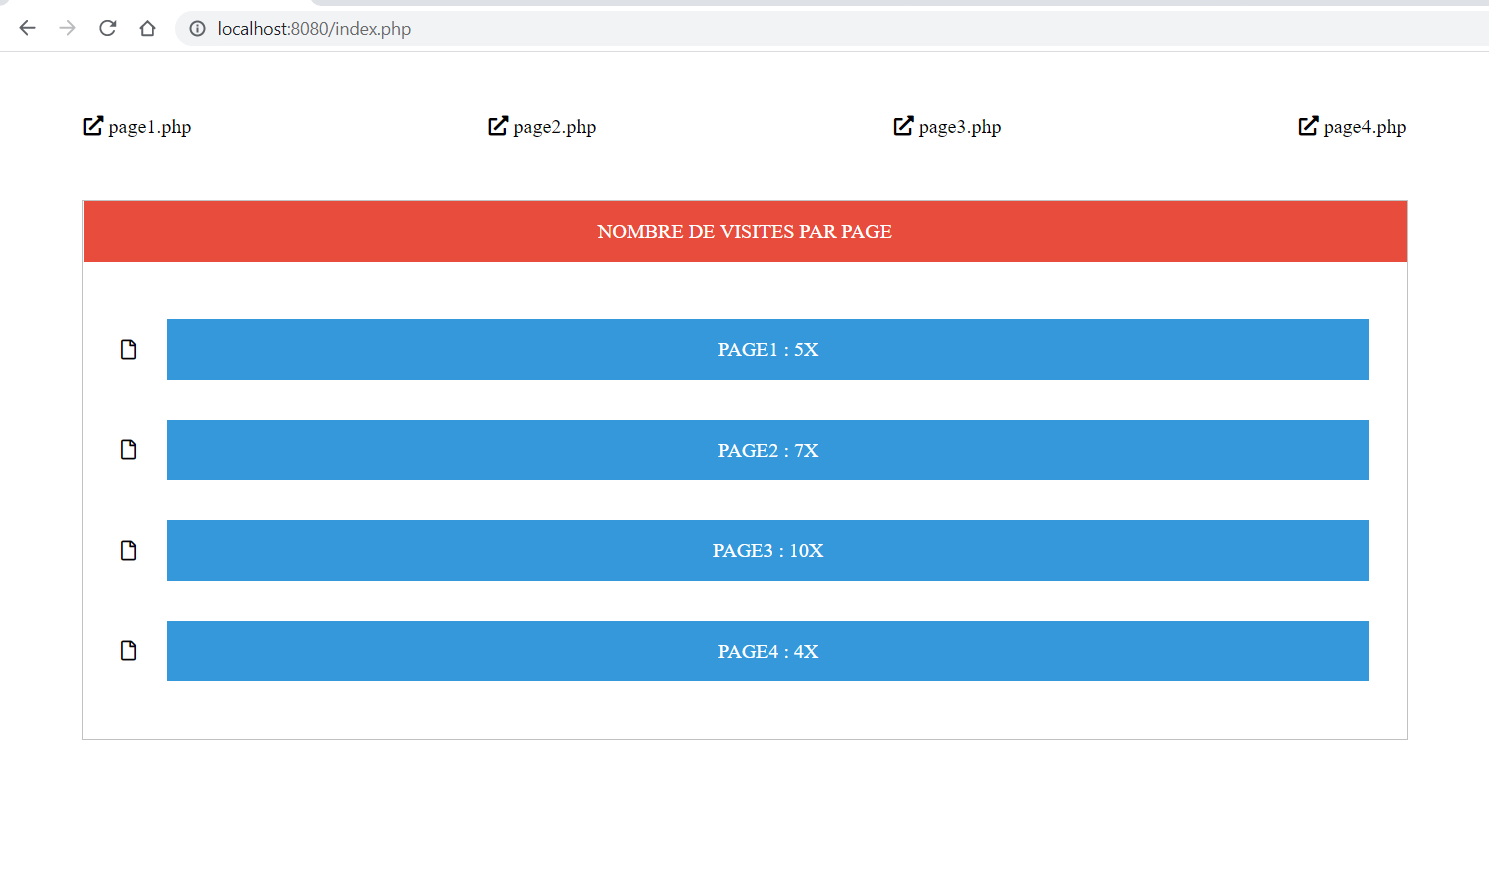 localhost:8080/index.php
page1.php page2.php page3.php page4.php
NOMBRE DE VISITES PAR PAGE
PAGE1 : 5X
PAGE2 : 7X
PAGE3 : 10X
PAGE4 : 4X